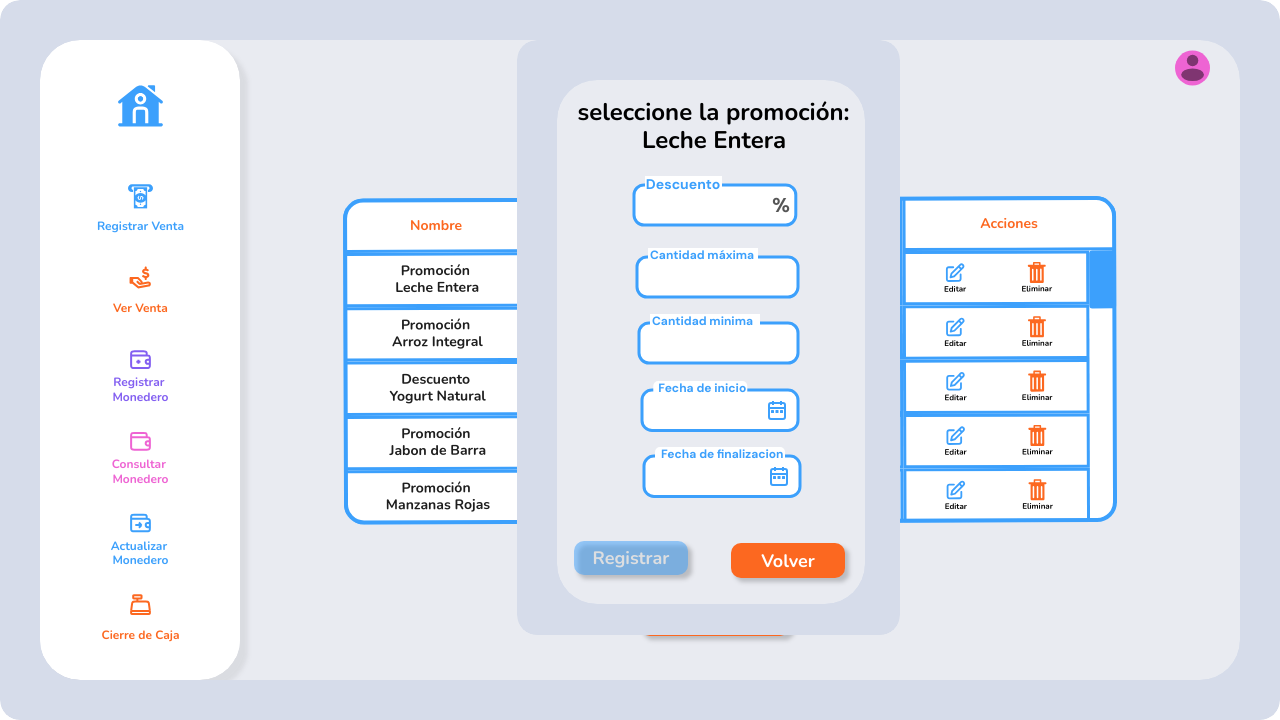 Registrar Venta
Ver Venta
Registrar
Monedero
Consultar
Monedero
Actualizar
Monedero
Cierre de Caja
Nombre
Promoción
Leche Entera
Promoción
Arroz Integral
Descuento
Yogurt Natural
Promoción
Jabon de Barra
Promoción
Manzanas Rojas
seleccione la promoción:
Leche Entera
Descuento
%
Cantidad máxima
Cantidad minima
Fecha de inicio
Fecha de finalizacion
Registrar
Volver
Acciones
Editar
Eliminar
Editar
Eliminar
Editar
Eliminar
Editar
Eliminar
Editar
Eliminar